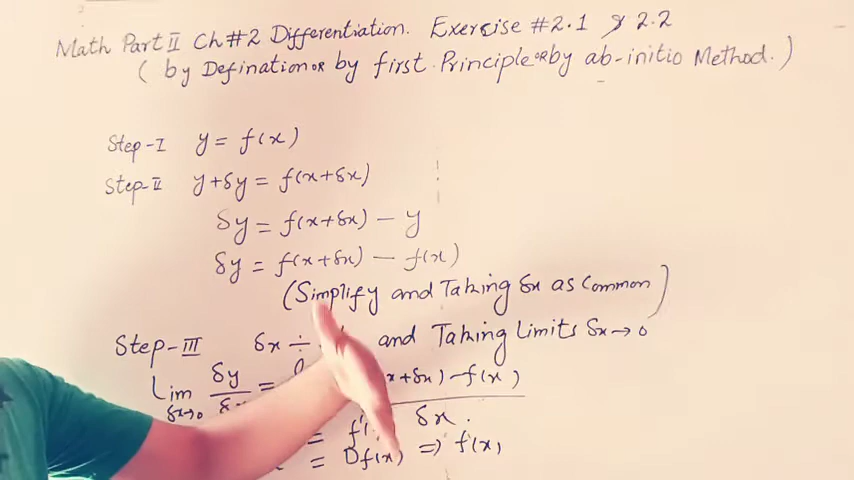 Math Part II Ch#2 Differentiation. Exercise #2.1 & 2.2
( by Defination OR by first Principle OR by ab-initio Method. )
Step-I y = f(x)
Step-II y+δy = f(x+δx)
δy = f(x+δx) - y
δy = f(x+δx) - f(x)
(Simplify and Taking δx as Common)
Step-III δx ÷ and Taking Limits δx→0
Lim δx→0 δy/δx = x+δx) - f(x)
δx.
= f'(
= Df(x) ⇒ f'(x)